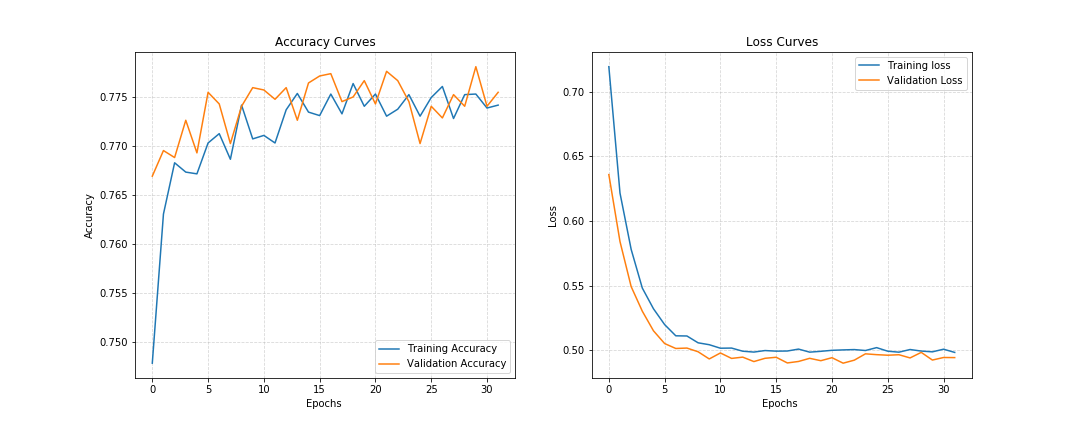 Accuracy Curves
0.775
0.770
0.765
0.760
0.755
0.750
Accuracy
0 5 10 15 20 25 30
Epochs
Training Accuracy
Validation Accuracy
Loss Curves
0.70
0.65
0.60
0.55
0.50
Loss
0 5 10 15 20 25 30
Epochs
Training loss
Validation Loss